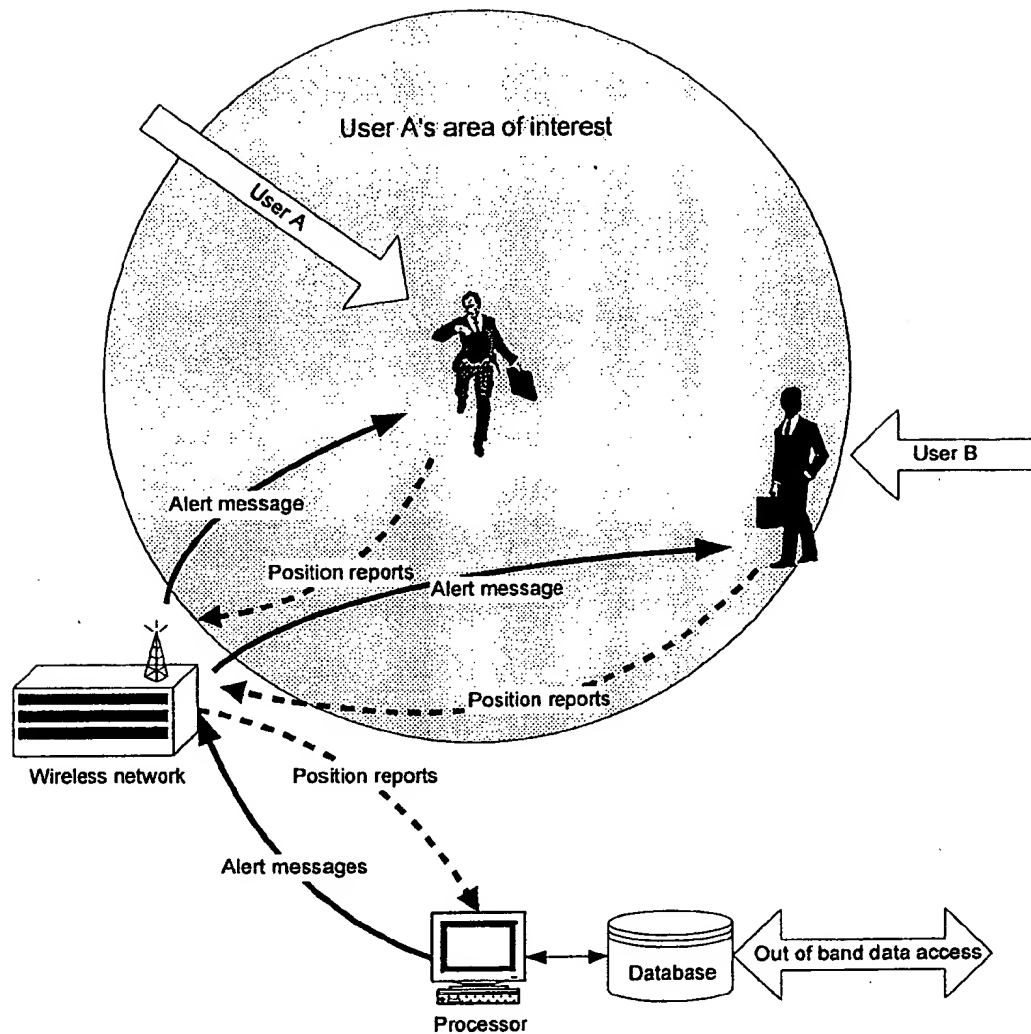 User A's area of interest
User A
User B
Alert message
Position reports
Alert message
Position reports
Wireless network
Position reports
Alert messages
Out of band data access
Database
Processor